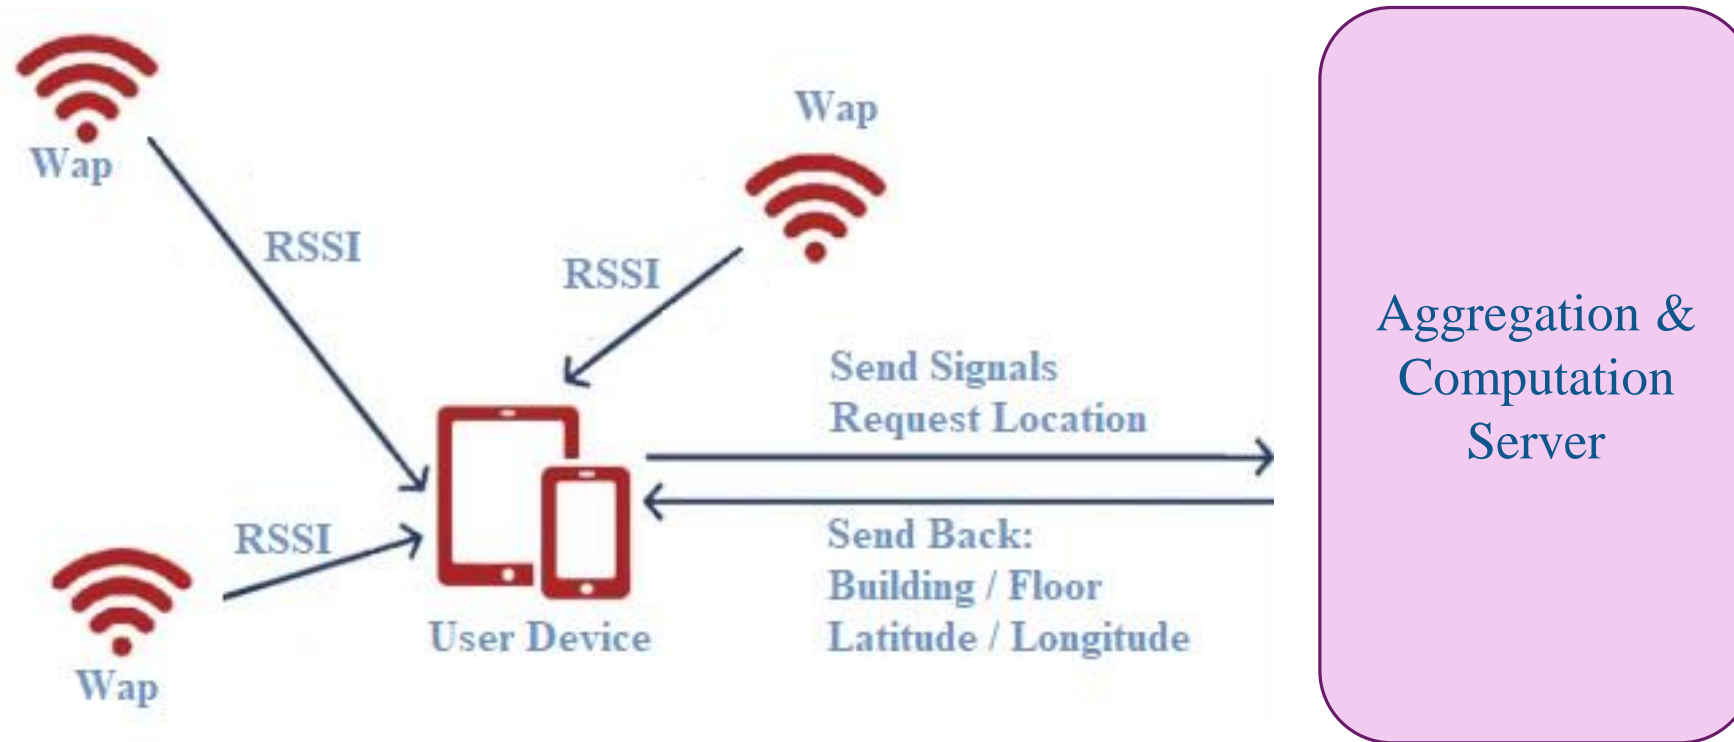 Wap
RSSI
Wap
RSSI
RSSI
Wap
User Device
Send Signals
Request Location
Send Back:
Building / Floor
Latitude / Longitude
Aggregation &
Computation
Server